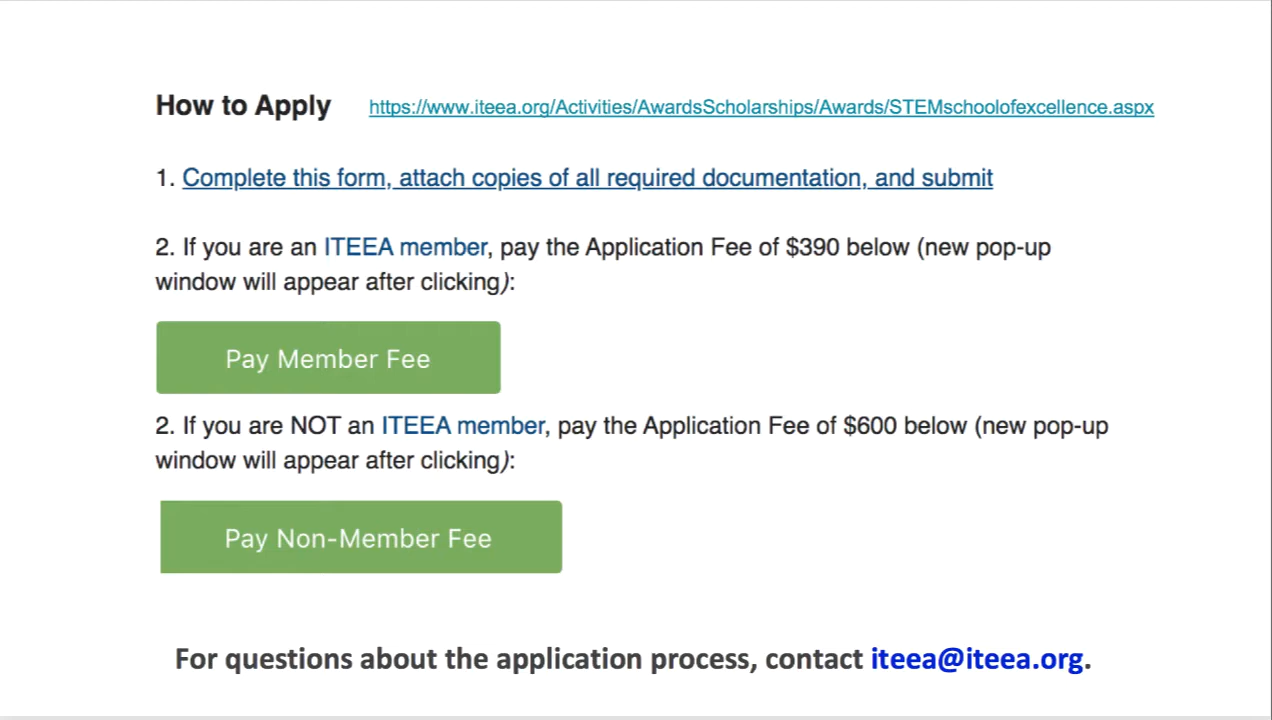 How to Apply https://www.iteea.org/Activities/AwardsScholarships/Awards/STEMschoolofexcellence.aspx
1. Complete this form, attach copies of all required documentation, and submit
2. If you are an ITEEA member, pay the Application Fee of $390 below (new pop-up
window will appear after clicking):
Pay Member Fee
2. If you are NOT an ITEEA member, pay the Application Fee of $600 below (new pop-up
window will appear after clicking):
Pay Non-Member Fee
For questions about the application process, contact iteea@iteea.org.